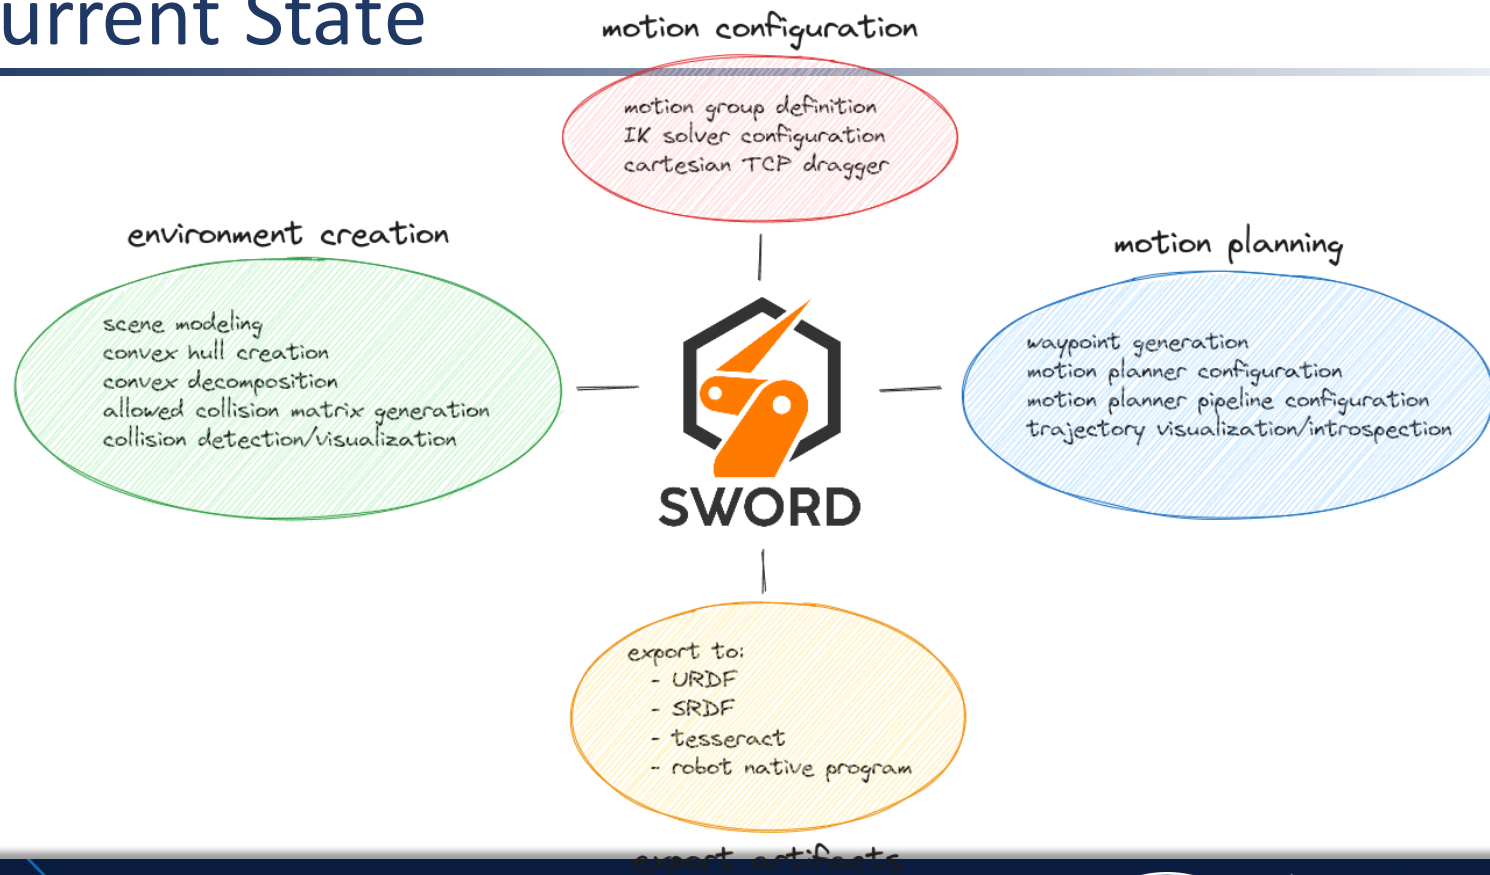 urrent State
motion configuration
motion group definition
IK solver configuration
cartesian TCP dragger
environment creation
scene modeling
convex hull creation
convex decomposition
allowed collision matrix generation
collision detection/visualization
motion planning
waypoint generation
motion planner configuration
motion planner pipeline configuration
trajectory visualization/introspection
SWORD
export to:
- URDF
- SRDF
- tesseract
- robot native program
export artifacts